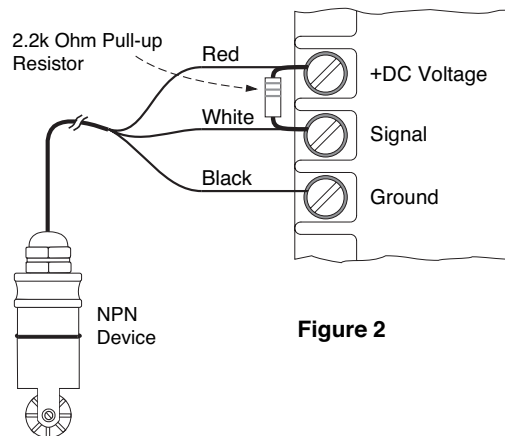 2.2k Ohm Pull-up
Resistor
Red
+DC Voltage
White
Signal
Black
Ground
NPN
Device
Figure 2